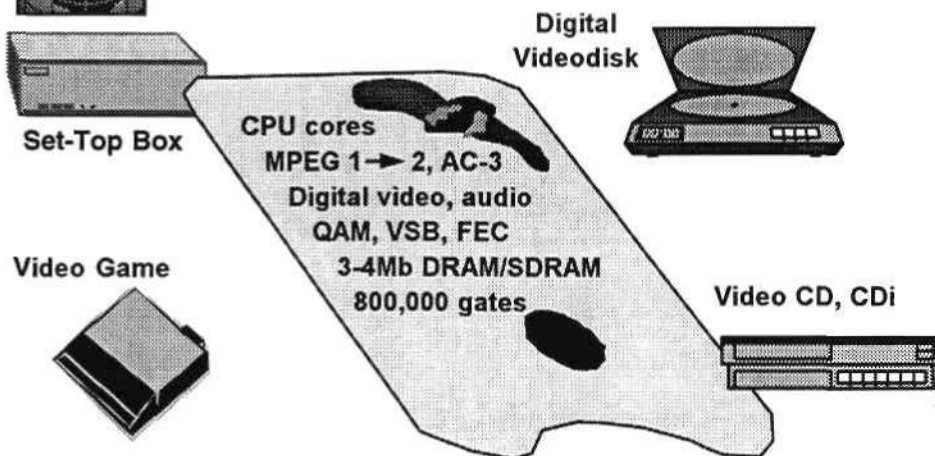 Digital
Videodisk
Set-Top Box
CPU cores
MPEG 1→2, AC-3
Digital video, audio
QAM, VSB, FEC
3-4Mb DRAM/SDRAM
800,000 gates
Video Game
Video CD, CDi